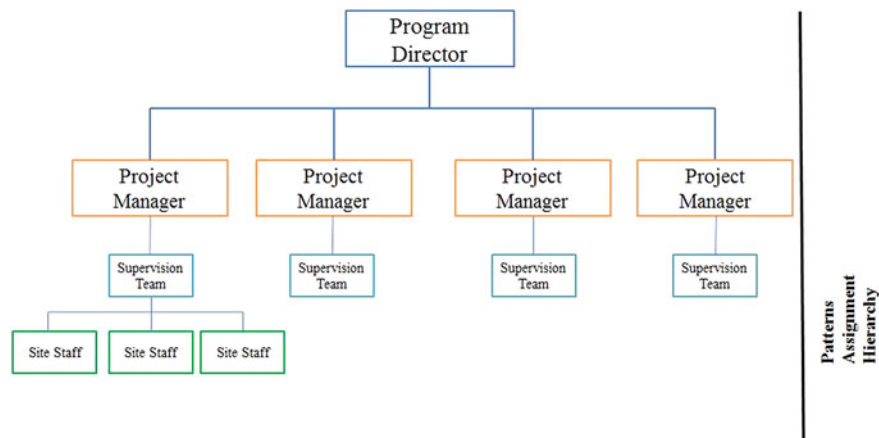 Program
Director
Project
Manager
Project
Manager
Project
Manager
Project
Manager
Supervision
Team
Supervision
Team
Supervision
Team
Supervision
Team
Site Staff
Site Staff
Site Staff
Patterns
Assignment
Hierarchy